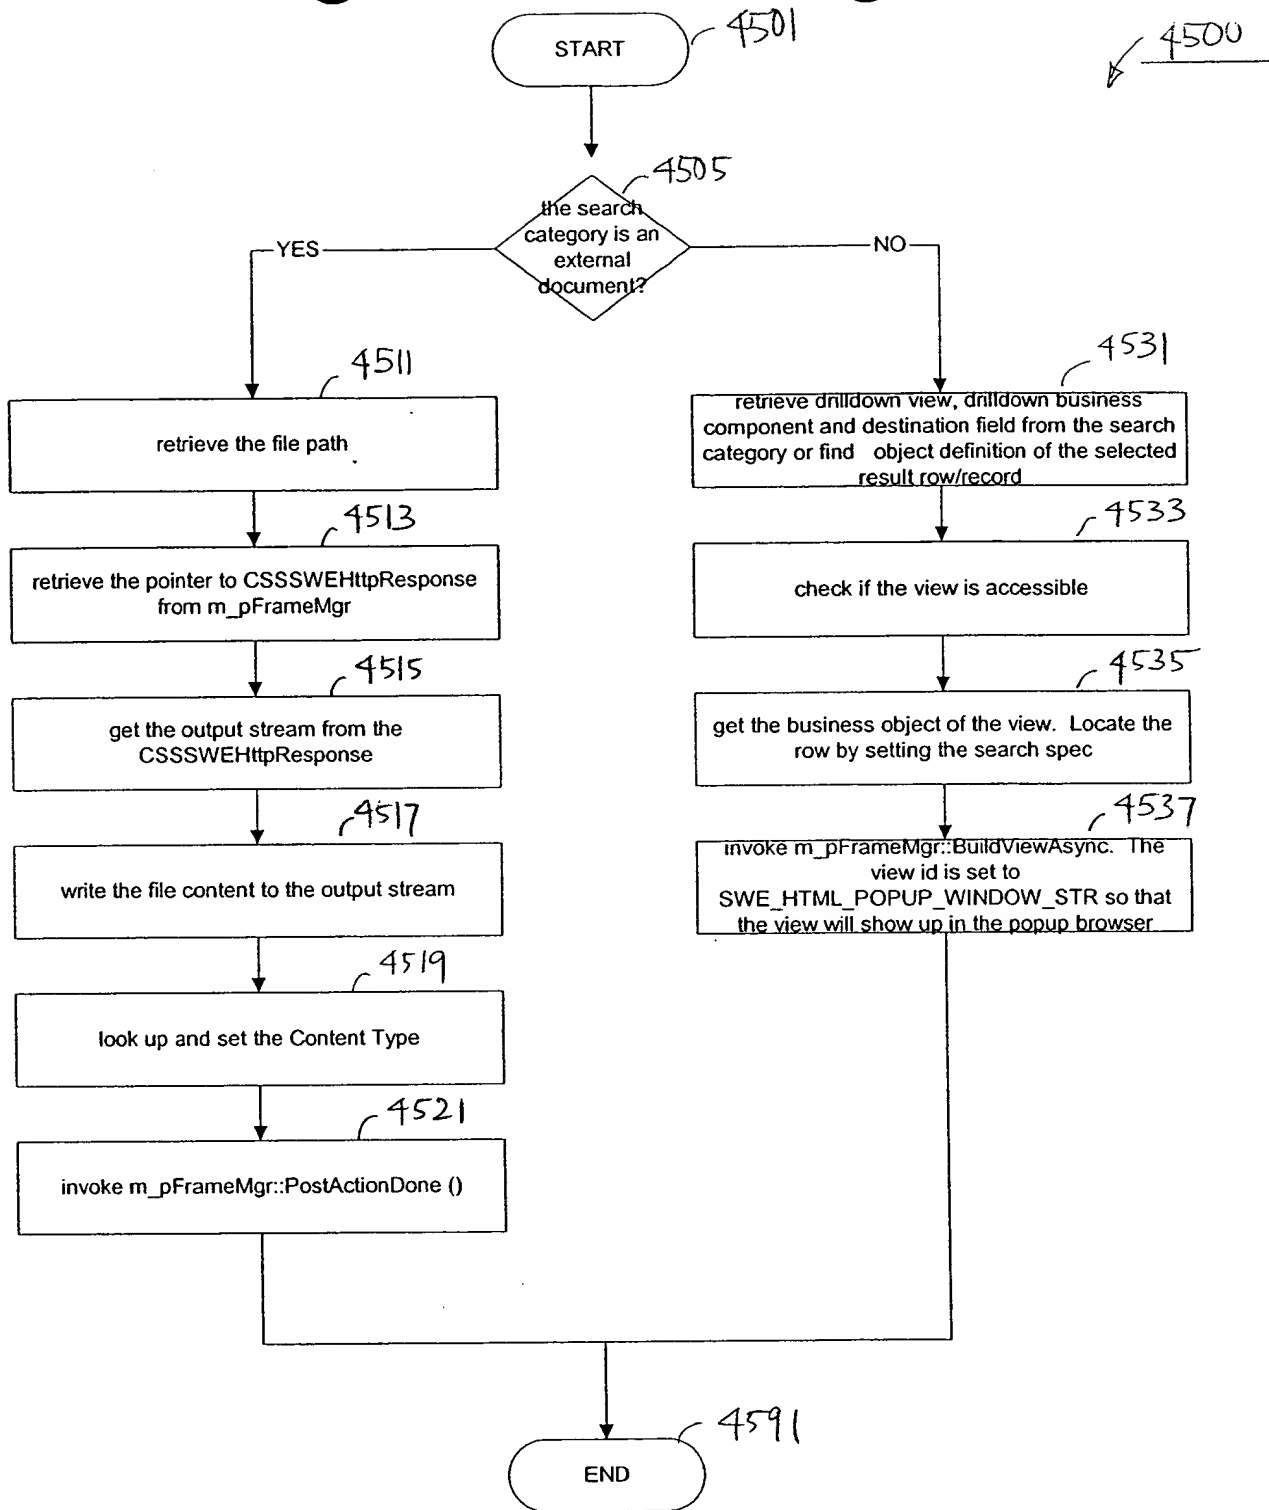 START
4501
4500
4505
the search
category is an
external
document?
YES
NO
4511
retrieve the file path
4513
retrieve the pointer to CSSSWEHttpResponse
from m_pFrameMgr
4515
get the output stream from the
CSSSWEHttpResponse
4517
write the file content to the output stream
4519
look up and set the Content Type
4521
invoke m_pFrameMgr::PostActionDone ()
4531
retrieve drilldown view, drilldown business
component and destination field from the search
category or find object definition of the selected
result row/record
4533
check if the view is accessible
4535
get the business object of the view. Locate the
row by setting the search spec
4537
invoke m_pFrameMgr::BuildViewAsync. The
view id is set to
SWE_HTML_POPUP_WINDOW_STR so that
the view will show up in the popup browser
4591
END